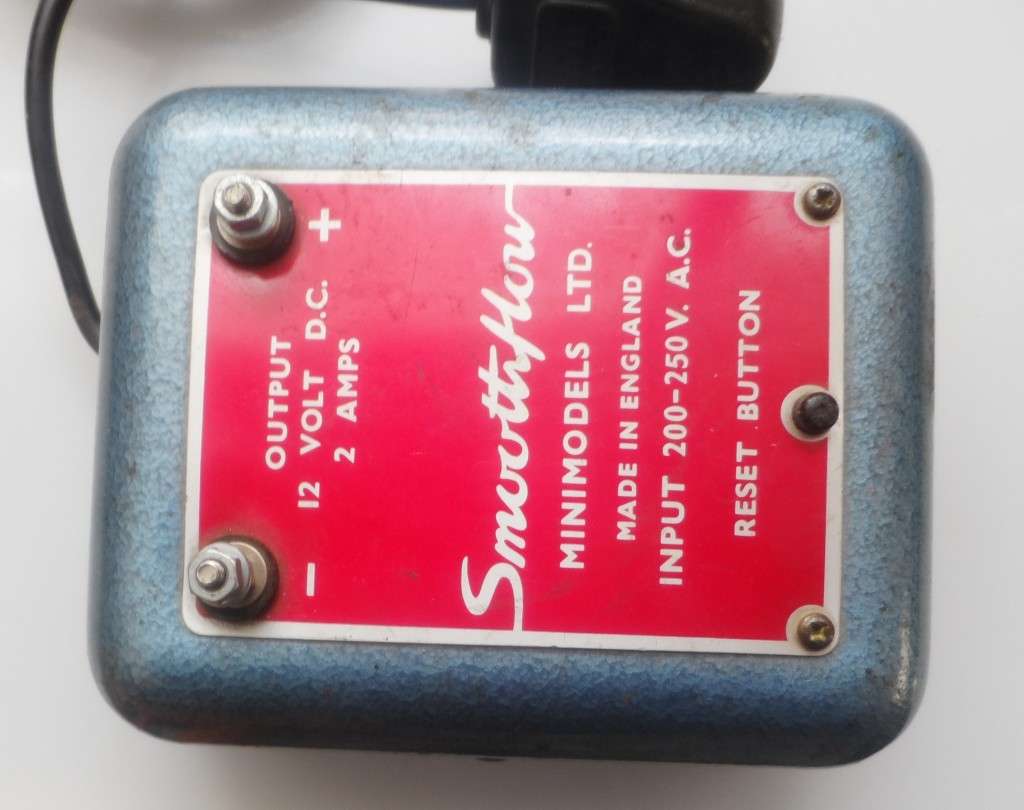 OUTPUT
- 12 VOLT D.C. +
2 AMPS
Smoothflow
MINIMODELS LTD.
MADE IN ENGLAND
INPUT 200-250 V. A.C.
RESET BUTTON